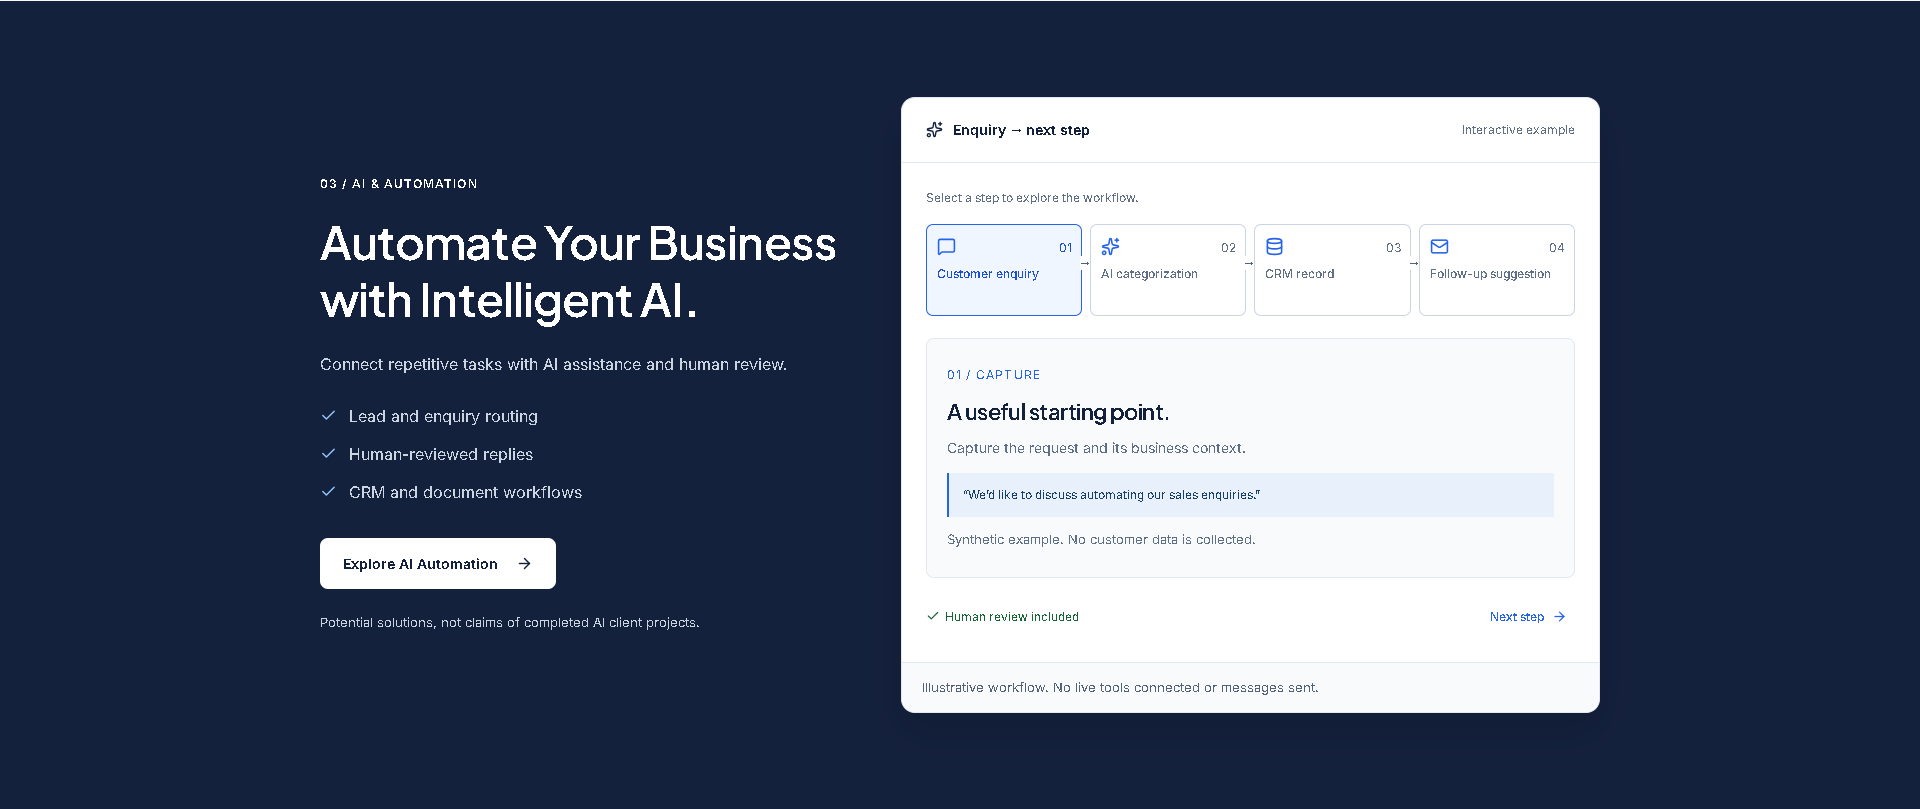 03 / AI & AUTOMATION
Automate Your Business
with Intelligent AI.
Connect repetitive tasks with AI assistance and human review.
Lead and enquiry routing
Human-reviewed replies
CRM and document workflows
Explore AI Automation →
Potential solutions, not claims of completed AI client projects.
Enquiry → next step
Interactive example
Select a step to explore the workflow.
01
Customer enquiry
→
02
AI categorization
→
03
CRM record
→
04
Follow-up suggestion
01 / CAPTURE
A useful starting point.
Capture the request and its business context.
“We’d like to discuss automating our sales enquiries.”
Synthetic example. No customer data is collected.
Human review included
Next step →
Illustrative workflow. No live tools connected or messages sent.